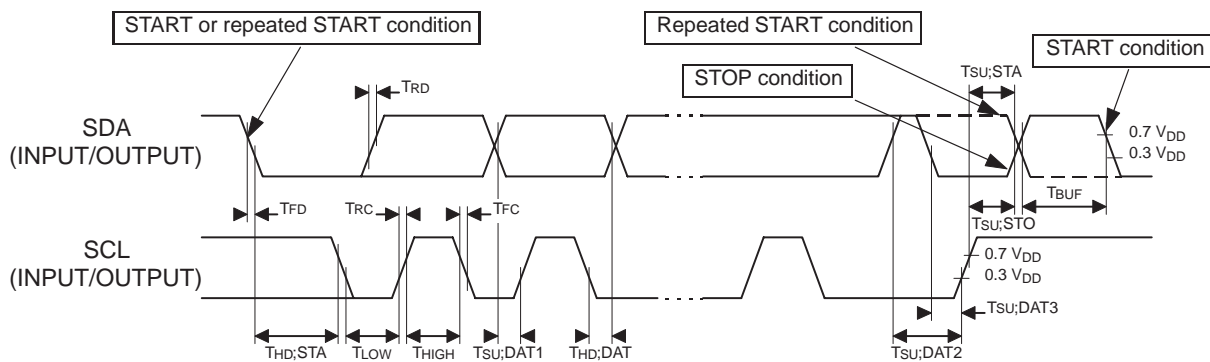 START or repeated START condition
Repeated START condition
START condition
STOP condition
TSU;STA
TRD
SDA
(INPUT/OUTPUT)
0.7 VDD
0.3 VDD
TFD
TRC
TFC
TBUF
TSU;STO
SCL
(INPUT/OUTPUT)
0.7 VDD
0.3 VDD
TSU;DAT3
THD;STA
TLOW
THIGH
TSU;DAT1
THD;DAT
TSU;DAT2